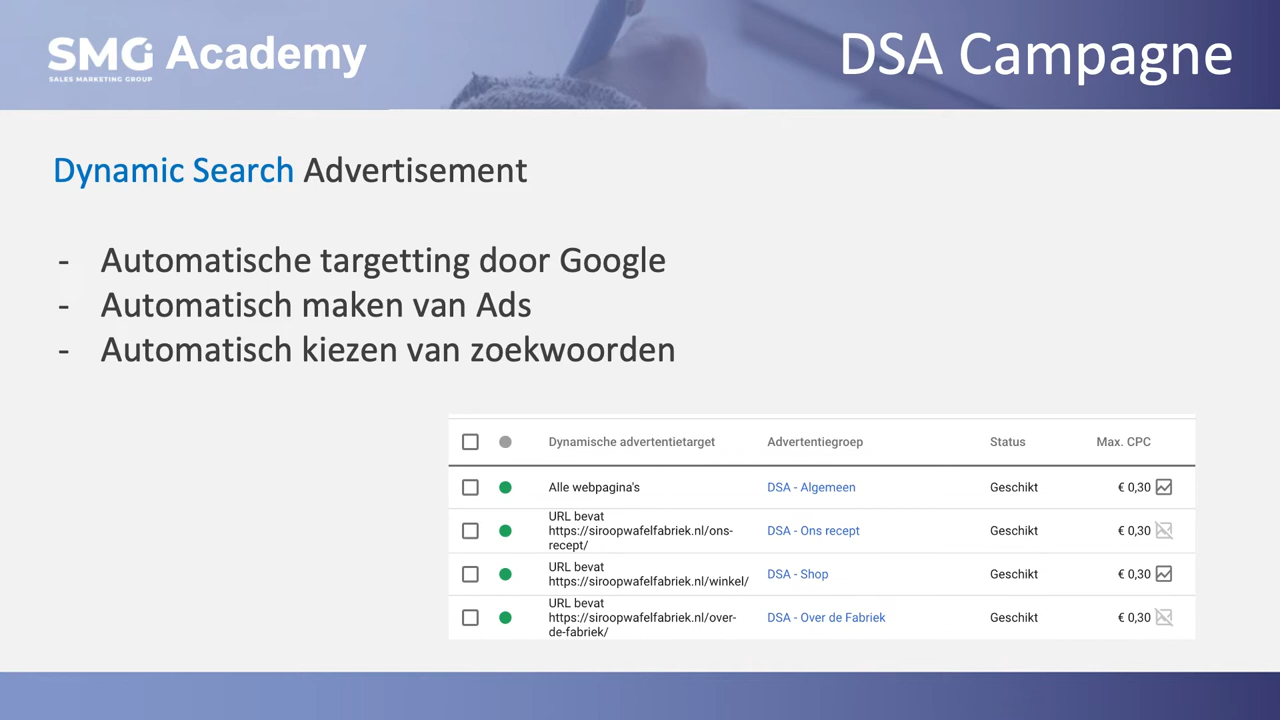 SMG Academy
SALES MARKETING GROUP
DSA Campagne
Dynamic Search Advertisement
- Automatische targetting door Google
- Automatisch maken van Ads
- Automatisch kiezen van zoekwoorden
Dynamische advertentietarget Advertentiegroep Status Max. CPC
Alle webpagina's DSA - Algemeen Geschikt € 0,30
URL bevat
https://siroopwafelfabriek.nl/ons- DSA - Ons recept Geschikt € 0,30
recept/
URL bevat
https://siroopwafelfabriek.nl/winkel/ DSA - Shop Geschikt € 0,30
URL bevat
https://siroopwafelfabriek.nl/over- DSA - Over de Fabriek Geschikt € 0,30
de-fabriek/